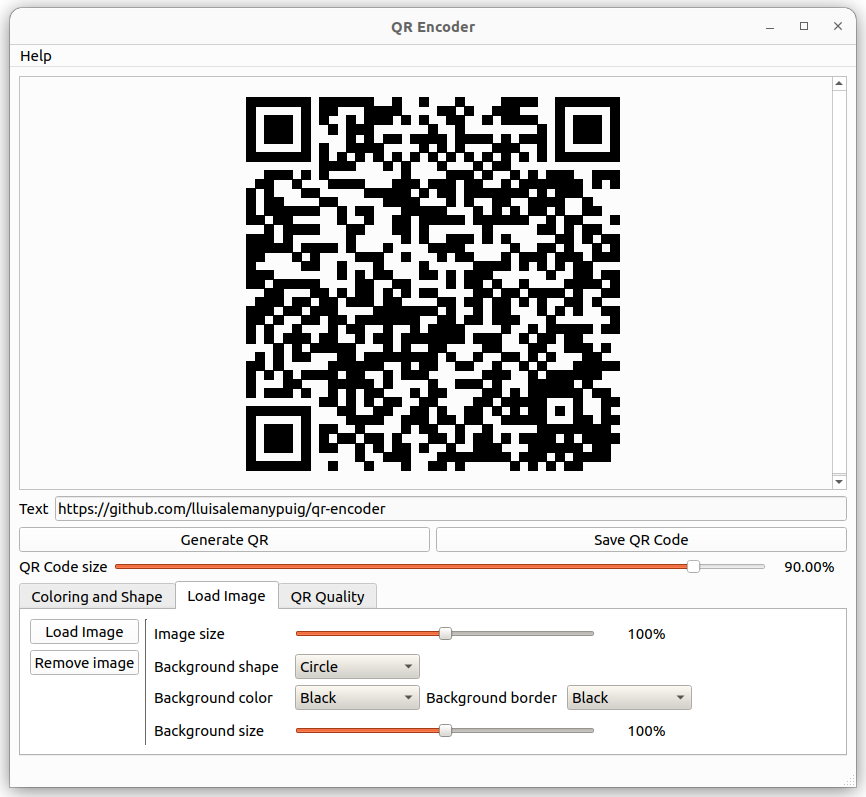 QR Encoder
Help
Text https://github.com/lluisalemanypuig/qr-encoder
Generate QR Save QR Code
QR Code size 90.00%
Coloring and Shape Load Image QR Quality
Load Image Image size 100%
Remove image Background shape Circle
Background color Black Background border Black
Background size 100%